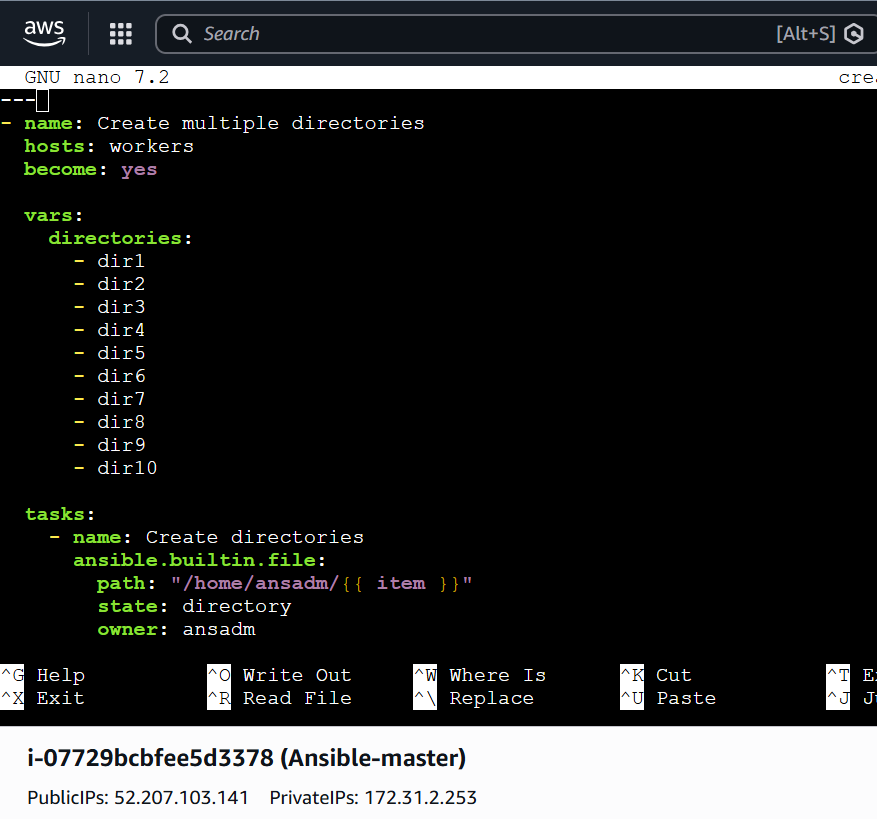 aws
Search [Alt+S]
GNU nano 7.2 crea
---
- name: Create multiple directories
hosts: workers
become: yes
vars:
directories:
- dir1
- dir2
- dir3
- dir4
- dir5
- dir6
- dir7
- dir8
- dir9
- dir10
tasks:
- name: Create directories
ansible.builtin.file:
path: "/home/ansadm/{{ item }}"
state: directory
owner: ansadm
^G Help ^O Write Out ^W Where Is ^K Cut ^T
^X Exit ^R Read File ^\ Replace ^U Paste ^J
i-07729bcbfee5d3378 (Ansible-master)
PublicIPs: 52.207.103.141 PrivateIPs: 172.31.2.253